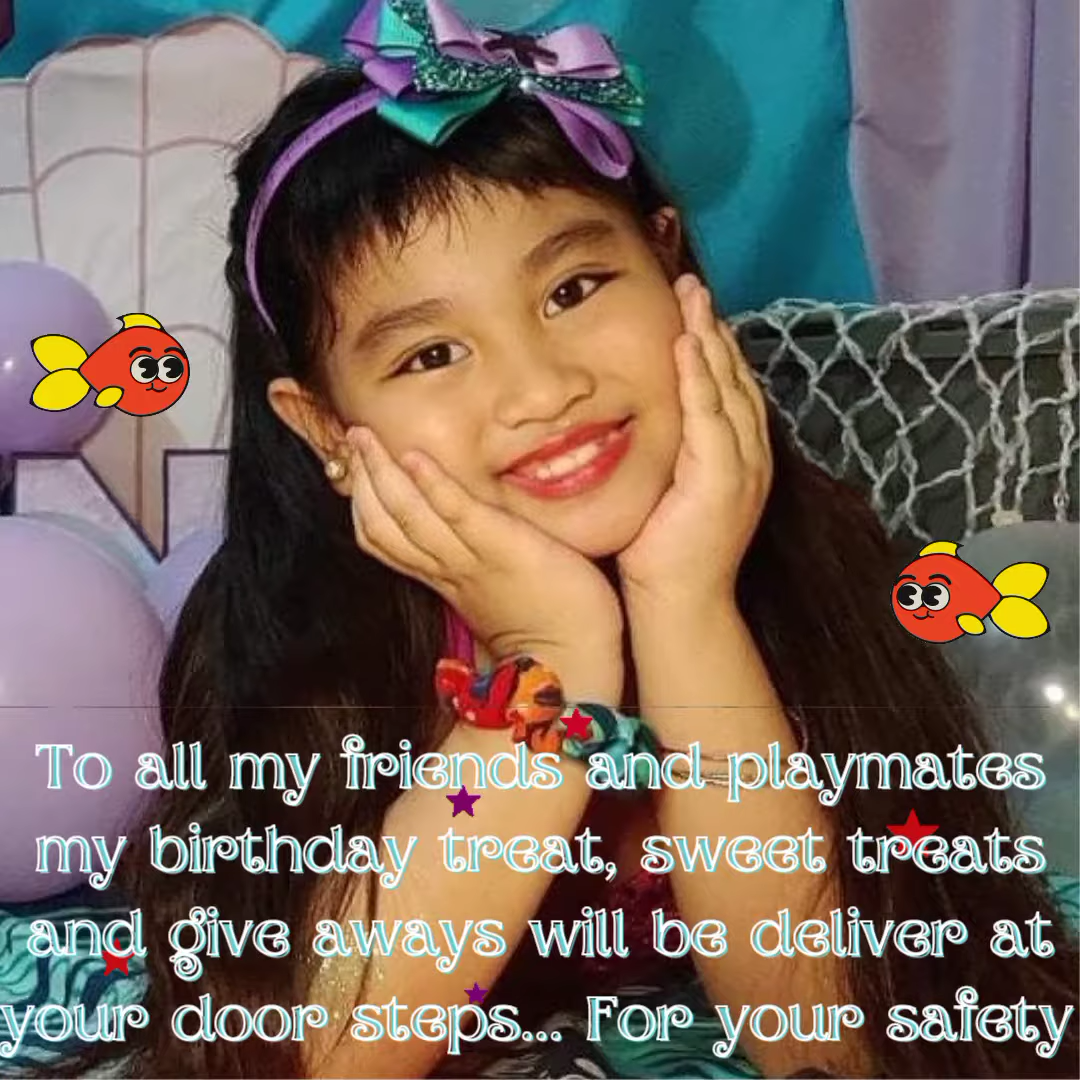 To all my friends and playmates
my birthday treat, sweet treats
and give aways will be deliver at
your door steps... For your safety